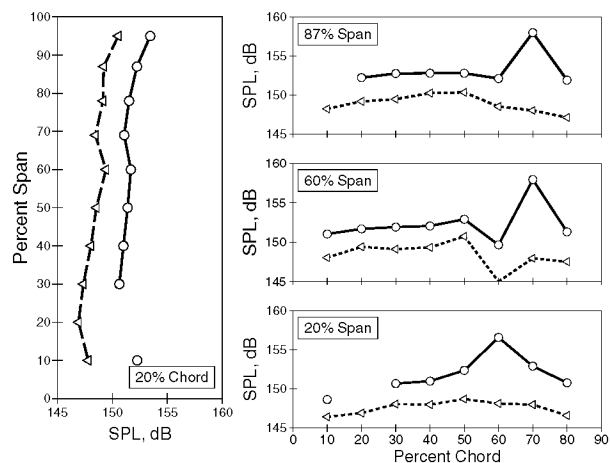 100
90
80
70
60
50
40
30
20
10
0
Percent Span
20% Chord
145 150 155 160
SPL, dB
160
155
150
145
SPL, dB
87% Span
160
155
150
145
SPL, dB
60% Span
160
155
150
145
SPL, dB
20% Span
0 10 20 30 40 50 60 70 80 90
Percent Chord